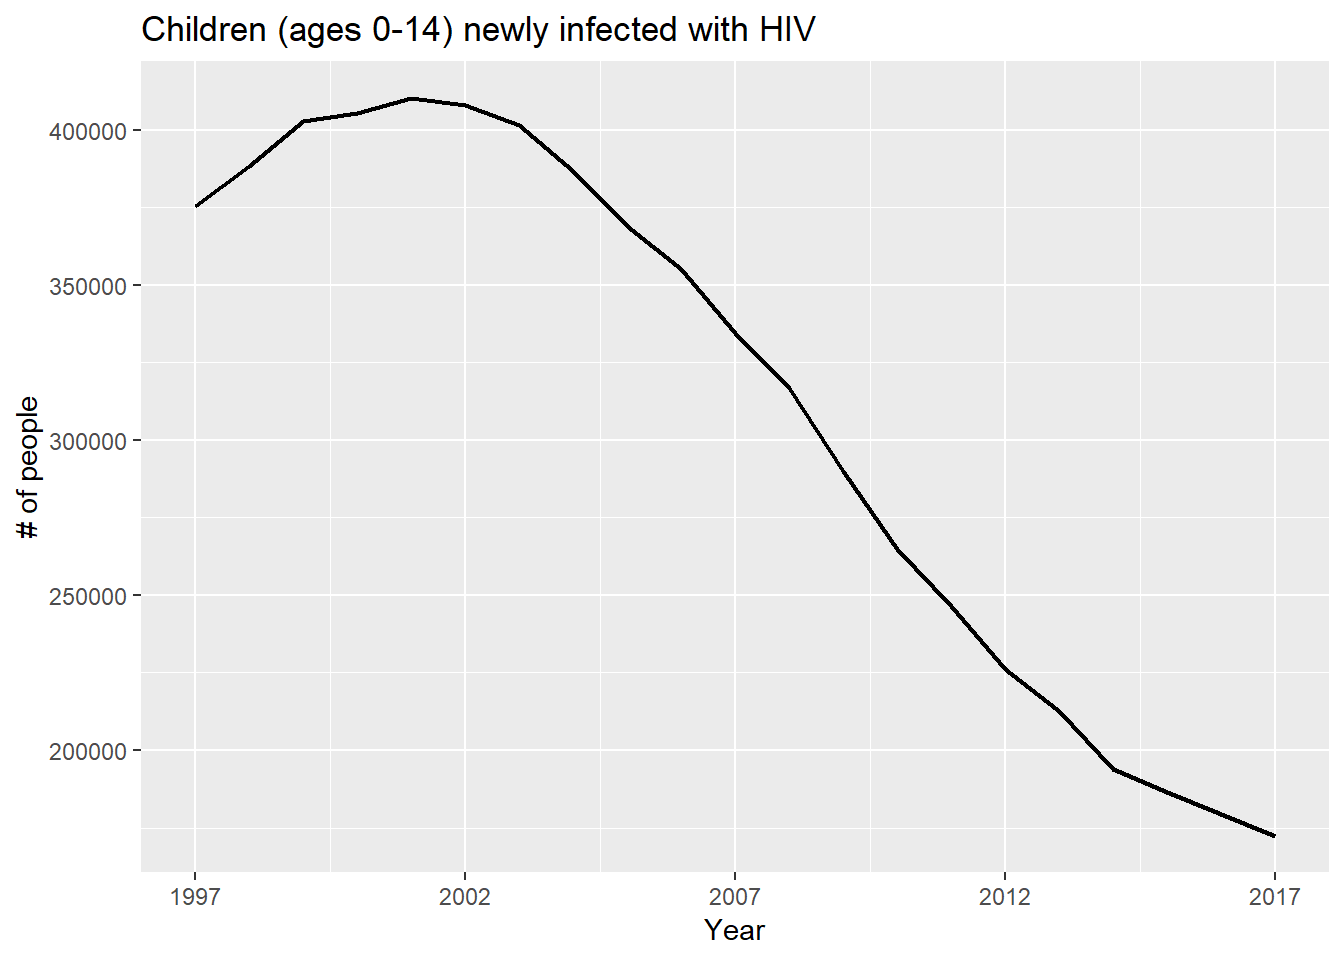 Children (ages 0-14) newly infected with HIV
# of people
400000
350000
300000
250000
200000
1997 2002 2007 2012 2017
Year